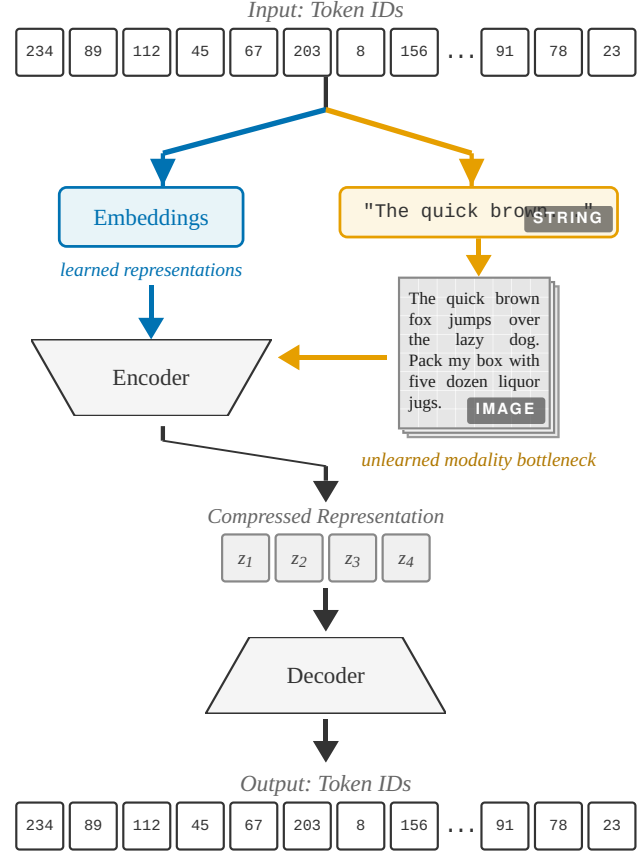 Input: Token IDs
234 89 112 45 67 203 8 156 ... 91 78 23
Embeddings
"The quick brown..."
STRING
learned representations
The quick brown
fox jumps over
the lazy dog.
Pack my box with
five dozen liquor
jugs.
IMAGE
Encoder
unlearned modality bottleneck
Compressed Representation
z1 z2 z3 z4
Decoder
Output: Token IDs
234 89 112 45 67 203 8 156 ... 91 78 23